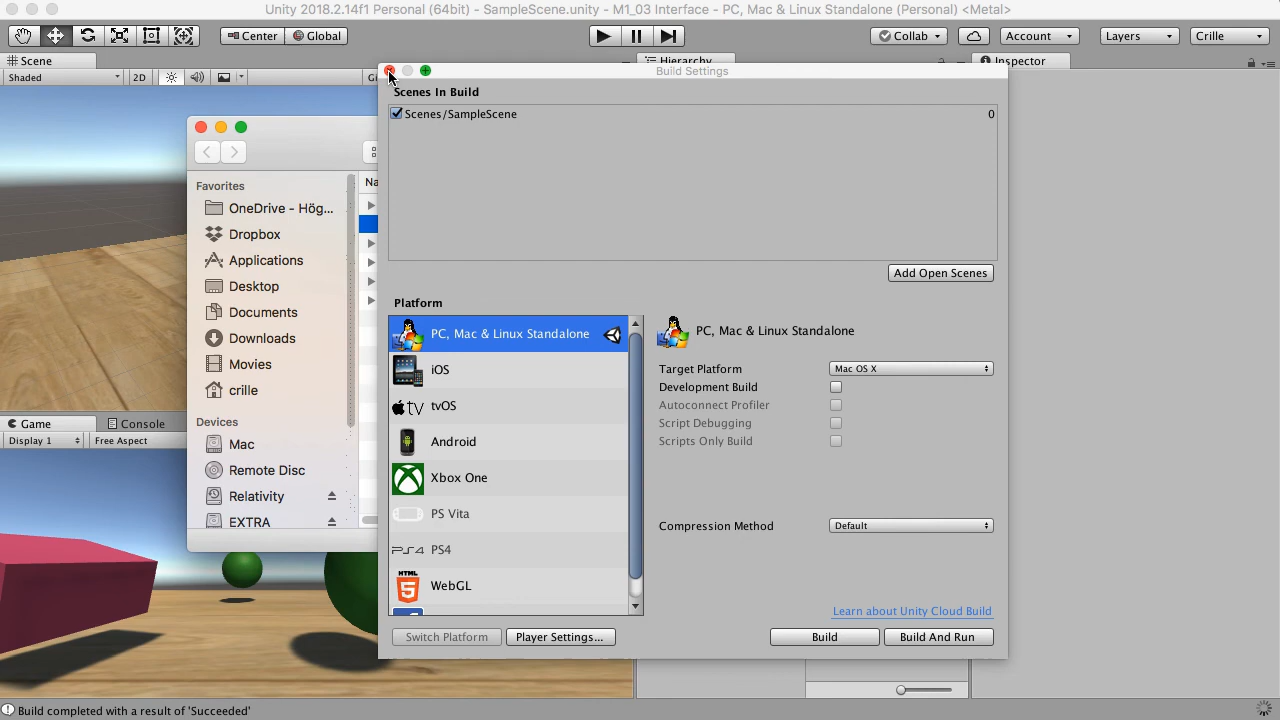 Unity 2018.2.14f1 Personal (64bit) - SampleScene.unity - M1_03 Interface - PC, Mac & Linux Standalone (Personal) <Metal>
Center
Global
Collab
Account
Layers
Crille
Scene
Hierarchy
Inspector
Shaded
2D
Build Settings
Scenes In Build
Scenes/SampleScene
0
Add Open Scenes
Favorites
OneDrive - Hög...
Dropbox
Applications
Desktop
Documents
Downloads
Movies
crille
Devices
Mac
Remote Disc
Relativity
EXTRA
Platform
PC, Mac & Linux Standalone
iOS
tvOS
Android
Xbox One
PS Vita
PS4
WebGL
PC, Mac & Linux Standalone
Target Platform
Mac OS X
Development Build
Autoconnect Profiler
Script Debugging
Scripts Only Build
Compression Method
Default
Learn about Unity Cloud Build
Switch Platform
Player Settings...
Build
Build And Run
Game
Console
Display 1
Free Aspect
Build completed with a result of 'Succeeded'